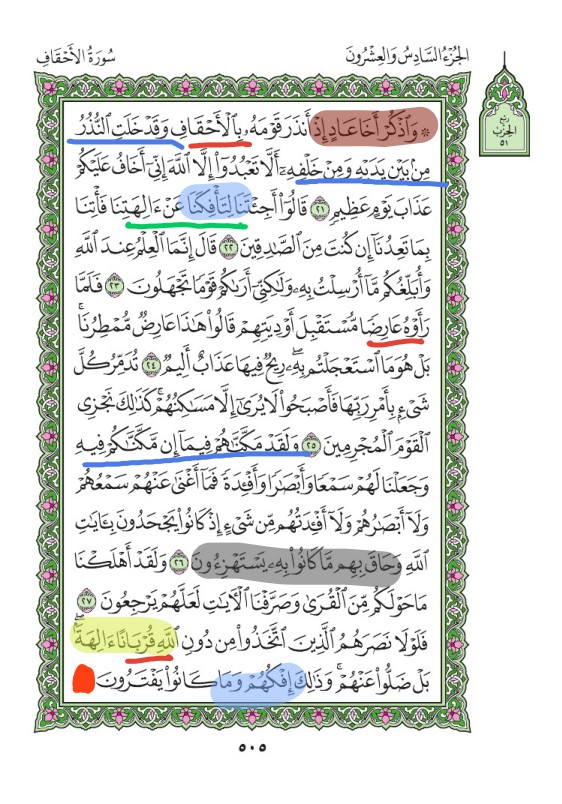 الجُزْءُ السَّادِسُ وَالعِشْرُونَ
سُورَةُ الأَحْقَافِ
ربع
الحزب
٥١
۞ وَٱذْكُرْ أَخَا عَادٍ إِذْ أَنذَرَ قَوْمَهُۥ بِٱلْأَحْقَافِ وَقَدْ خَلَتِ ٱلنُّذُرُ
مِنۢ بَيْنِ يَدَيْهِ وَمِنْ خَلْفِهِۦٓ أَلَّا تَعْبُدُوٓا۟ إِلَّا ٱللَّهَ إِنِّىٓ أَخَافُ عَلَيْكُمْ
عَذَابَ يَوْمٍ عَظِيمٍ ٢١ قَالُوٓا۟ أَجِئْتَنَا لِتَأْفِكَنَا عَنْ ءَالِهَتِنَا فَأْتِنَا
بِمَا تَعِدُنَآ إِن كُنتَ مِنَ ٱلصَّـٰدِقِينَ ٢٢ قَالَ إِنَّمَا ٱلْعِلْمُ عِندَ ٱللَّهِ
وَأُبَلِّغُكُم مَّآ أُرْسِلْتُ بِهِۦ وَلَـٰكِنِّىٓ أَرَىٰكُمْ قَوْمًا تَجْهَلُونَ ٢٣ فَلَمَّا
رَأَوْهُ عَارِضًا مُّسْتَقْبِلَ أَوْدِيَتِهِمْ قَالُوا۟ هَـٰذَا عَارِضٌ مُّمْطِرُنَا ۚ
بَلْ هُوَ مَا ٱسْتَعْجَلْتُم بِهِۦ ۖ رِيحٌ فِيهَا عَذَابٌ أَلِيمٌ ٢٤ تُدَمِّرُ كُلَّ
شَىْءٍۭ بِأَمْرِ رَبِّهَا فَأَصْبَحُوا۟ لَا يُرَىٰٓ إِلَّا مَسَـٰكِنُهُمْ ۚ كَذَٰلِكَ نَجْزِى
ٱلْقَوْمَ ٱلْمُجْرِمِينَ ٢٥ وَلَقَدْ مَكَّنَّـٰهُمْ فِيمَآ إِن مَّكَّنَّـٰكُمْ فِيهِ
وَجَعَلْنَا لَهُمْ سَمْعًا وَأَبْصَـٰرًا وَأَفْـِٔدَةً فَمَآ أَغْنَىٰ عَنْهُمْ سَمْعُهُمْ
وَلَآ أَبْصَـٰرُهُمْ وَلَآ أَفْـِٔدَتُهُم مِّن شَىْءٍ إِذْ كَانُوا۟ يَجْحَدُونَ بِـَٔايَـٰتِ
ٱللَّهِ وَحَاقَ بِهِم مَّا كَانُوا۟ بِهِۦ يَسْتَهْزِءُونَ ٢٦ وَلَقَدْ أَهْلَكْنَا
مَا حَوْلَكُم مِّنَ ٱلْقُرَىٰ وَصَرَّفْنَا ٱلْـَٔايَـٰتِ لَعَلَّهُمْ يَرْجِعُونَ ٢٧
فَلَوْلَا نَصَرَهُمُ ٱلَّذِينَ ٱتَّخَذُوا۟ مِن دُونِ ٱللَّهِ قُرْبَانًا ءَالِهَةًۢ ۖ
بَلْ ضَلُّوا۟ عَنْهُمْ ۚ وَذَٰلِكَ إِفْكُهُمْ وَمَا كَانُوا۟ يَفْتَرُونَ
٥٠٥